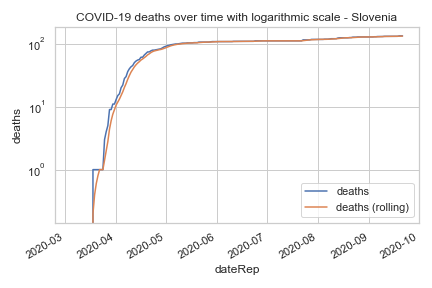 COVID-19 deaths over time with logarithmic scale - Slovenia
deaths
10²
10¹
10⁰
deaths
deaths (rolling)
2020-03
2020-04
2020-05
2020-06
2020-07
2020-08
2020-09
2020-10
dateRep